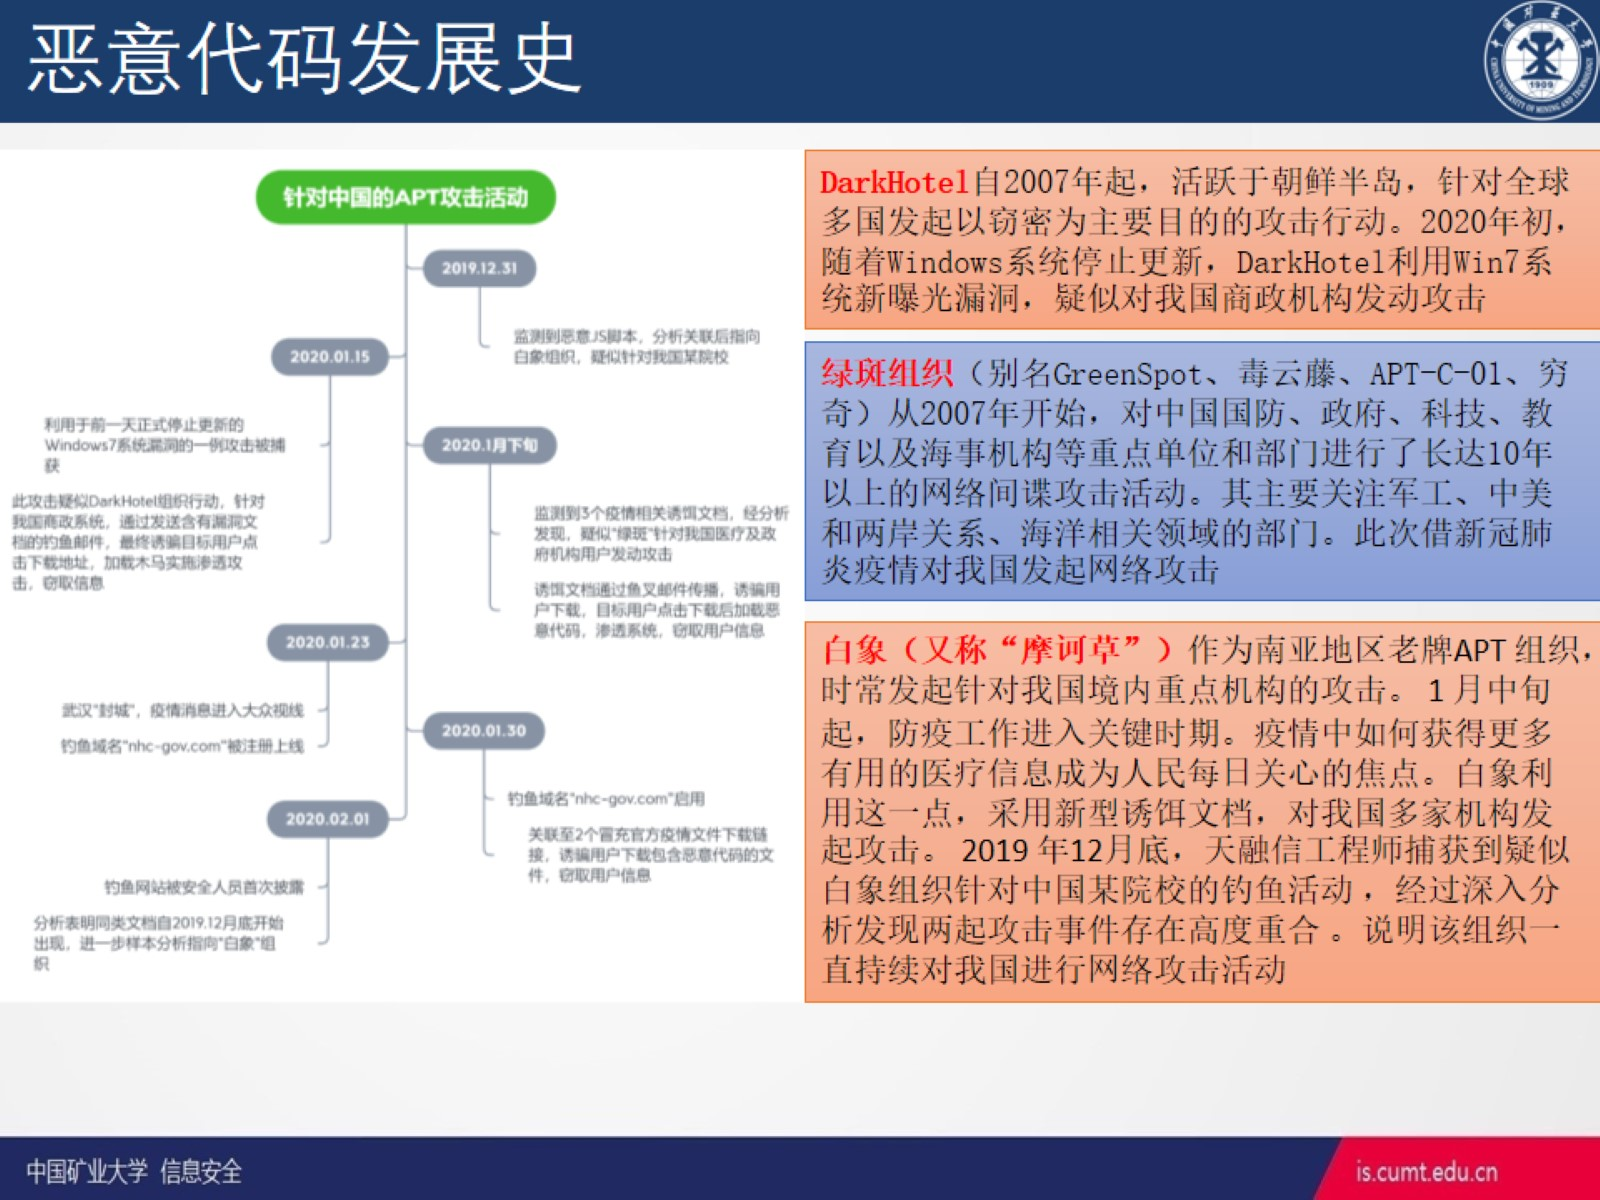 恶意代码发展史
中国矿业大学
CHINA UNIVERSITY OF MINING AND TECHNOLOGY
1909
针对中国的APT攻击活动
2019.12.31
监测到恶意JS脚本，分析关联后指向
白象组织，疑似针对我国某院校
2020.01.15
利用于前一天正式停止更新的
Windows7系统漏洞的一例攻击被捕
获
此攻击疑似DarkHotel组织行动，针对
我国商政系统，通过发送含有漏洞文
档的钓鱼邮件，最终诱骗目标用户点
击下载地址，加载木马实施渗透攻
击，窃取信息
2020.1月下旬
监测到3个疫情相关诱饵文档，经分析
发现，疑似“绿斑”针对我国医疗及政
府机构用户发动攻击
诱饵文档通过鱼叉邮件传播，诱骗用
户下载，目标用户点击下载后加载恶
意代码，渗透系统，窃取用户信息
2020.01.23
武汉“封城”，疫情消息进入大众视线
钓鱼域名“nhc-gov.com”被注册上线
2020.01.30
钓鱼域名“nhc-gov.com”启用
关联至2个冒充官方疫情文件下载链
接，诱骗用户下载包含恶意代码的文
件，窃取用户信息
2020.02.01
钓鱼网站被安全人员首次披露
分析表明同类文档自2019.12月底开始
出现，进一步样本分析指向“白象”组
织
DarkHotel自2007年起，活跃于朝鲜半岛，针对全球
多国发起以窃密为主要目的的攻击行动。2020年初，
随着Windows系统停止更新，DarkHotel利用Win7系
统新曝光漏洞，疑似对我国商政机构发动攻击
绿斑组织（别名GreenSpot、毒云藤、APT-C-01、穷
奇）从2007年开始，对中国国防、政府、科技、教
育以及海事机构等重点单位和部门进行了长达10年
以上的网络间谍攻击活动。其主要关注军工、中美
和两岸关系、海洋相关领域的部门。此次借新冠肺
炎疫情对我国发起网络攻击
白象（又称“摩诃草”）作为南亚地区老牌APT 组织，
时常发起针对我国境内重点机构的攻击。 1 月中旬
起，防疫工作进入关键时期。疫情中如何获得更多
有用的医疗信息成为人民每日关心的焦点。白象利
用这一点，采用新型诱饵文档，对我国多家机构发
起攻击。 2019 年12月底，天融信工程师捕获到疑似
白象组织针对中国某院校的钓鱼活动 ，经过深入分
析发现两起攻击事件存在高度重合 。说明该组织一
直持续对我国进行网络攻击活动
中国矿业大学 信息安全
is.cumt.edu.cn